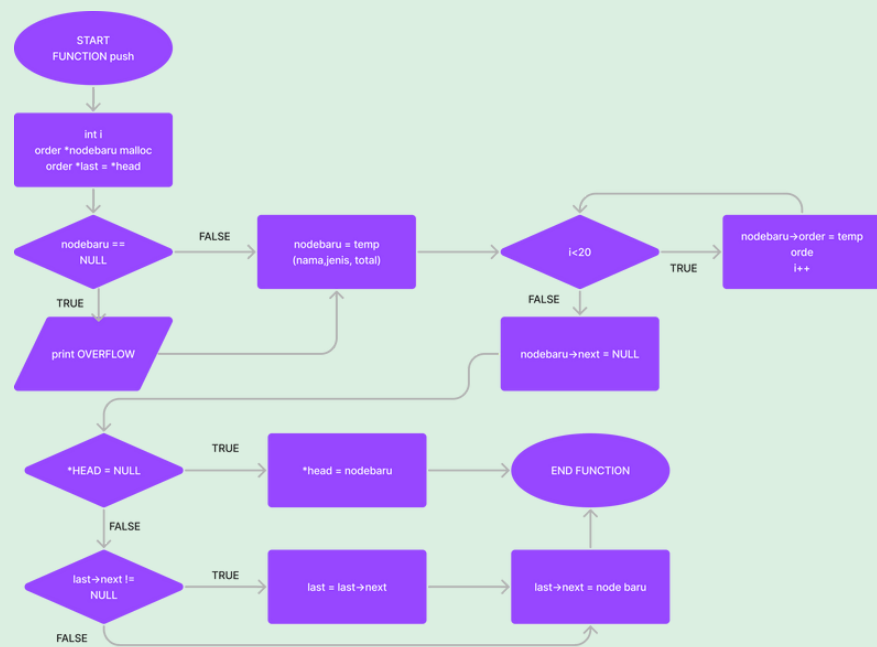 START
FUNCTION push
int i
order *nodebaru malloc
order *last = *head
nodebaru ==
NULL
FALSE
nodebaru = temp
(nama,jenis, total)
i<20
TRUE
nodebaru→order = temp
orde
i++
TRUE
print OVERFLOW
FALSE
nodebaru→next = NULL
*HEAD = NULL
TRUE
*head = nodebaru
END FUNCTION
FALSE
last→next !=
NULL
TRUE
last = last→next
last→next = node baru
FALSE